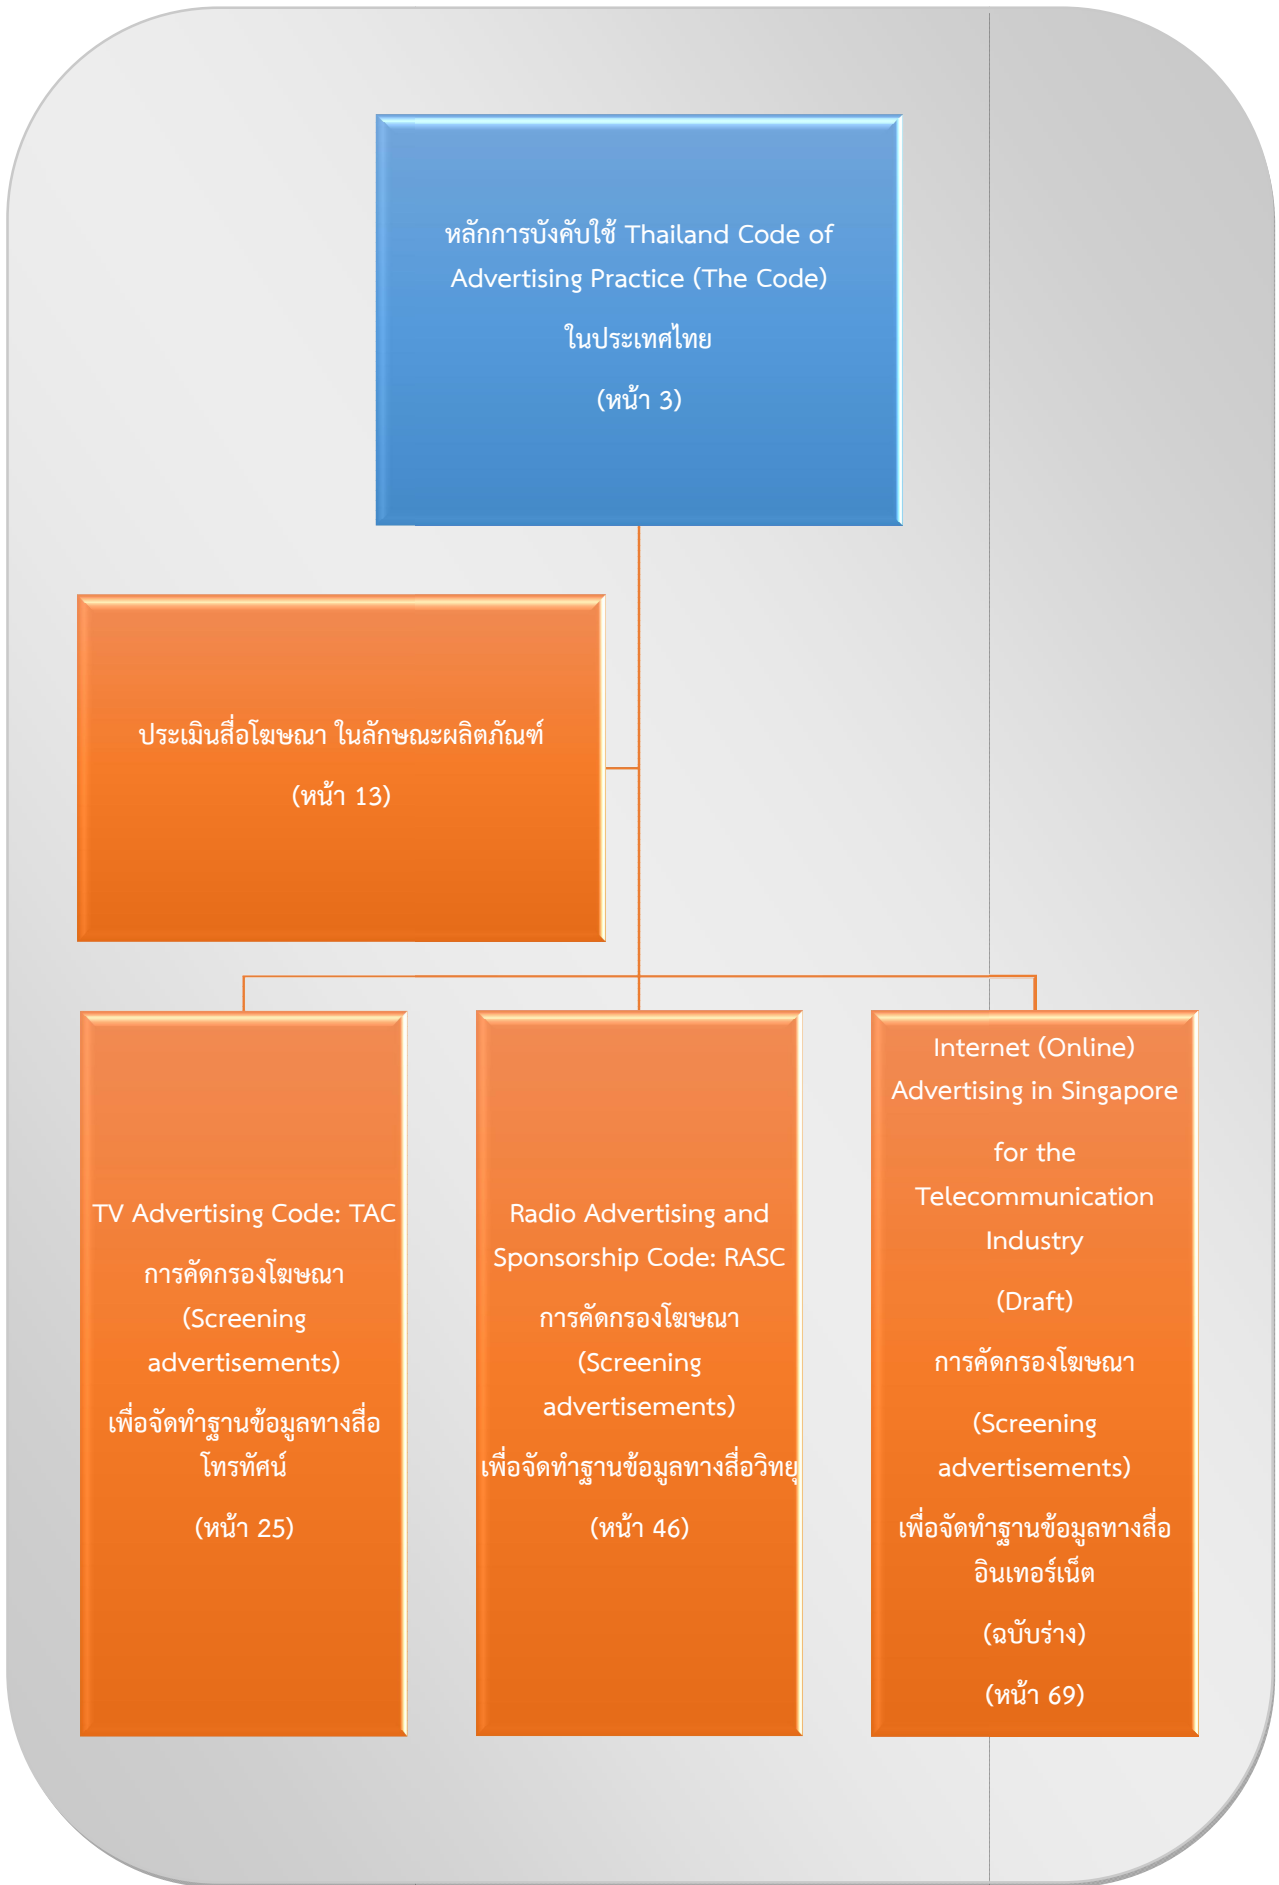 หลักการบังคับใช้ Thailand Code of
Advertising Practice (The Code)
ในประเทศไทย
(หน้า 3)
ประเมินสื่อโฆษณา ในลักษณะผลิตภัณฑ์
(หน้า 13)
TV Advertising Code: TAC
การคัดกรองโฆษณา
(Screening
advertisements)
เพื่อจัดทำฐานข้อมูลทางสื่อ
โทรทัศน์
(หน้า 25)
Radio Advertising and
Sponsorship Code: RASC
การคัดกรองโฆษณา
(Screening
advertisements)
เพื่อจัดทำฐานข้อมูลทางสื่อวิทยุ
(หน้า 46)
Internet (Online)
Advertising in Singapore
for the
Telecommunication
Industry
(Draft)
การคัดกรองโฆษณา
(Screening
advertisements)
เพื่อจัดทำฐานข้อมูลทางสื่อ
อินเทอร์เน็ต
(ฉบับร่าง)
(หน้า 69)